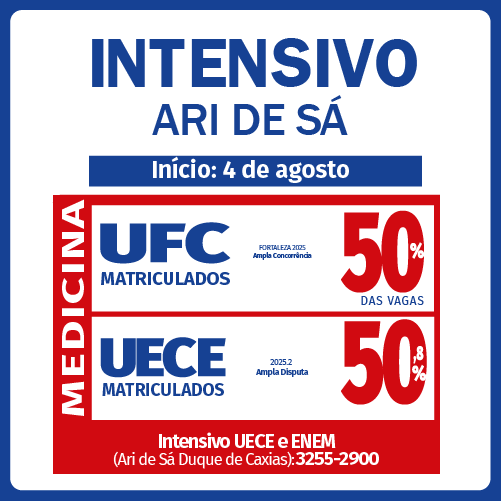 INTENSIVO
ARI DE SÁ
Início: 4 de agosto
MEDICINA
UFC
MATRICULADOS
FORTALEZA 2025
Ampla Concorrência
50%
DAS VAGAS
UECE
MATRICULADOS
2025.2
Ampla Disputa
50,8%
Intensivo UECE e ENEM
(Ari de Sá Duque de Caxias): 3255-2900